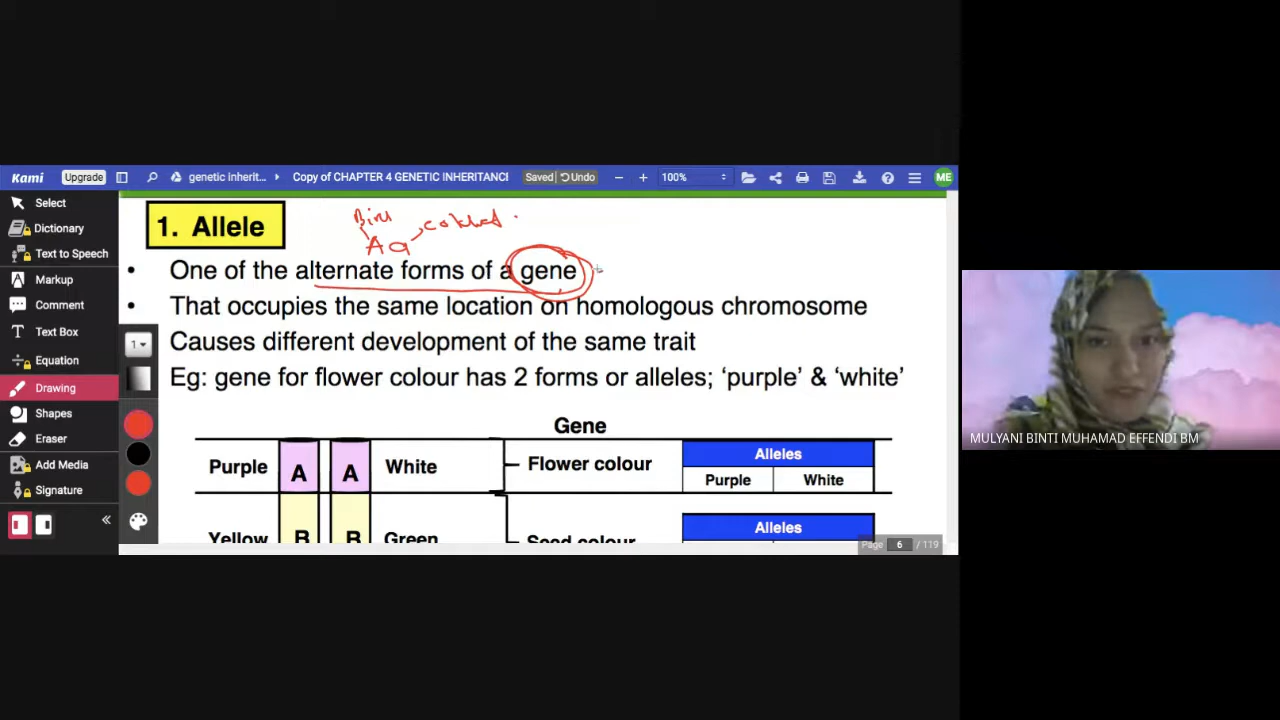 Kami
Upgrade
genetic inherit...
Copy of CHAPTER 4 GENETIC INHERITANCI
Saved
Undo
100%
ME
Select
Dictionary
Text to Speech
Markup
Comment
Text Box
Equation
Drawing
Shapes
Eraser
Add Media
Signature
1
1. Allele
Biru
coklat
A a
• One of the alternate forms of a gene
• That occupies the same location on homologous chromosome
• Causes different development of the same trait
• Eg: gene for flower colour has 2 forms or alleles; ‘purple’ & ‘white’
Gene
Purple A A White Flower colour
Alleles
Purple White
Yellow B B Green Seed colour
Alleles
Page 6 / 119
MULYANI BINTI MUHAMAD EFFENDI BM